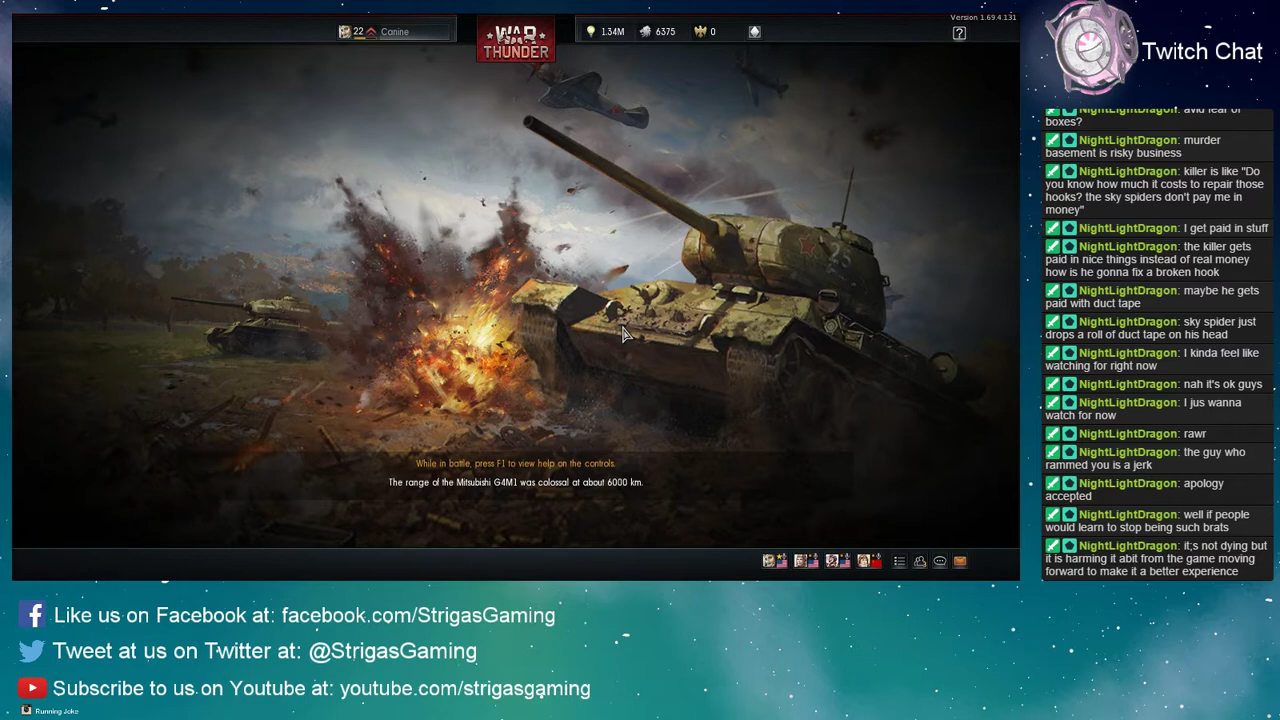 Version 1.69.4.131
22 Canine
WAR
THUNDER
1.34M 6375 0
?
Twitch Chat
NightLightDragon: avid fear of
boxes?
NightLightDragon: murder
basement is risky business
NightLightDragon: killer is like "Do
you know how much it costs to repair those
hooks? the sky spiders don't pay me in
money"
NightLightDragon: I get paid in stuff
NightLightDragon: the killer gets
paid in nice things instead of real money
how is he gonna fix a broken hook
NightLightDragon: maybe he gets
paid with duct tape
NightLightDragon: sky spider just
drops a roll of duct tape on his head
NightLightDragon: I kinda feel like
watching for right now
NightLightDragon: nah it's ok guys
NightLightDragon: I jus wanna
watch for now
NightLightDragon: rawr
NightLightDragon: the guy who
rammed you is a jerk
NightLightDragon: apology
accepted
NightLightDragon: well if people
would learn to stop being such brats
NightLightDragon: it;s not dying but
it is harming it abit from the game moving
forward to make it a better experience
While in battle, press F1 to view help on the controls.
The range of the Mitsubishi G4M1 was colossal at about 6000 km.
Like us on Facebook at: facebook.com/StrigasGaming
Tweet at us on Twitter at: @StrigasGaming
Subscribe to us on Youtube at: youtube.com/strigasgaming
Running Joke